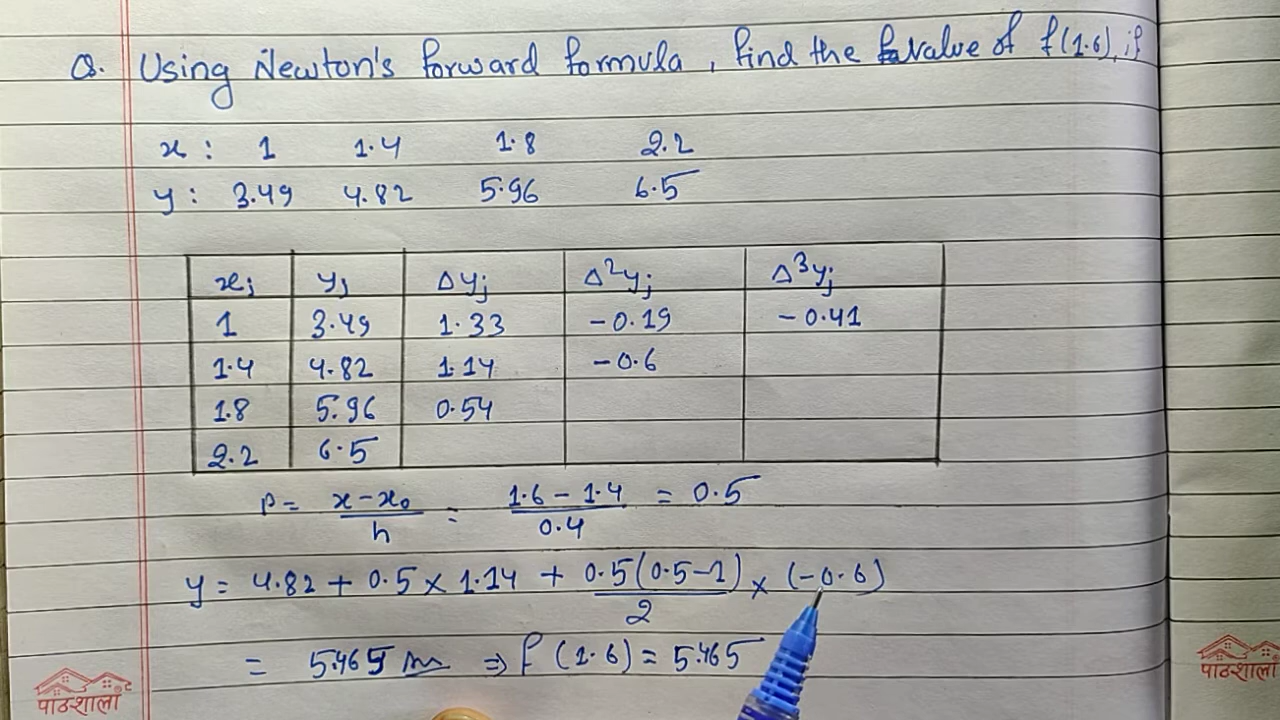 Q. Using Newton's forward formula, find the value of f(1.6), if
x : 1 1.4 1.8 2.2
y : 3.49 4.82 5.96 6.5
xj yj Δyj Δ²yj Δ³yj
1 3.49 1.33 -0.19 -0.41
1.4 4.82 1.14 -0.6
1.8 5.96 0.54
2.2 6.5
P = x-x₀/h = 1.6-1.4/0.4 = 0.5
y = 4.82 + 0.5 × 1.14 + 0.5(0.5-1)/2 × (-0.6)
= 5.465 ⇒ f(1.6) = 5.465
पाठशाला
पाठशाला